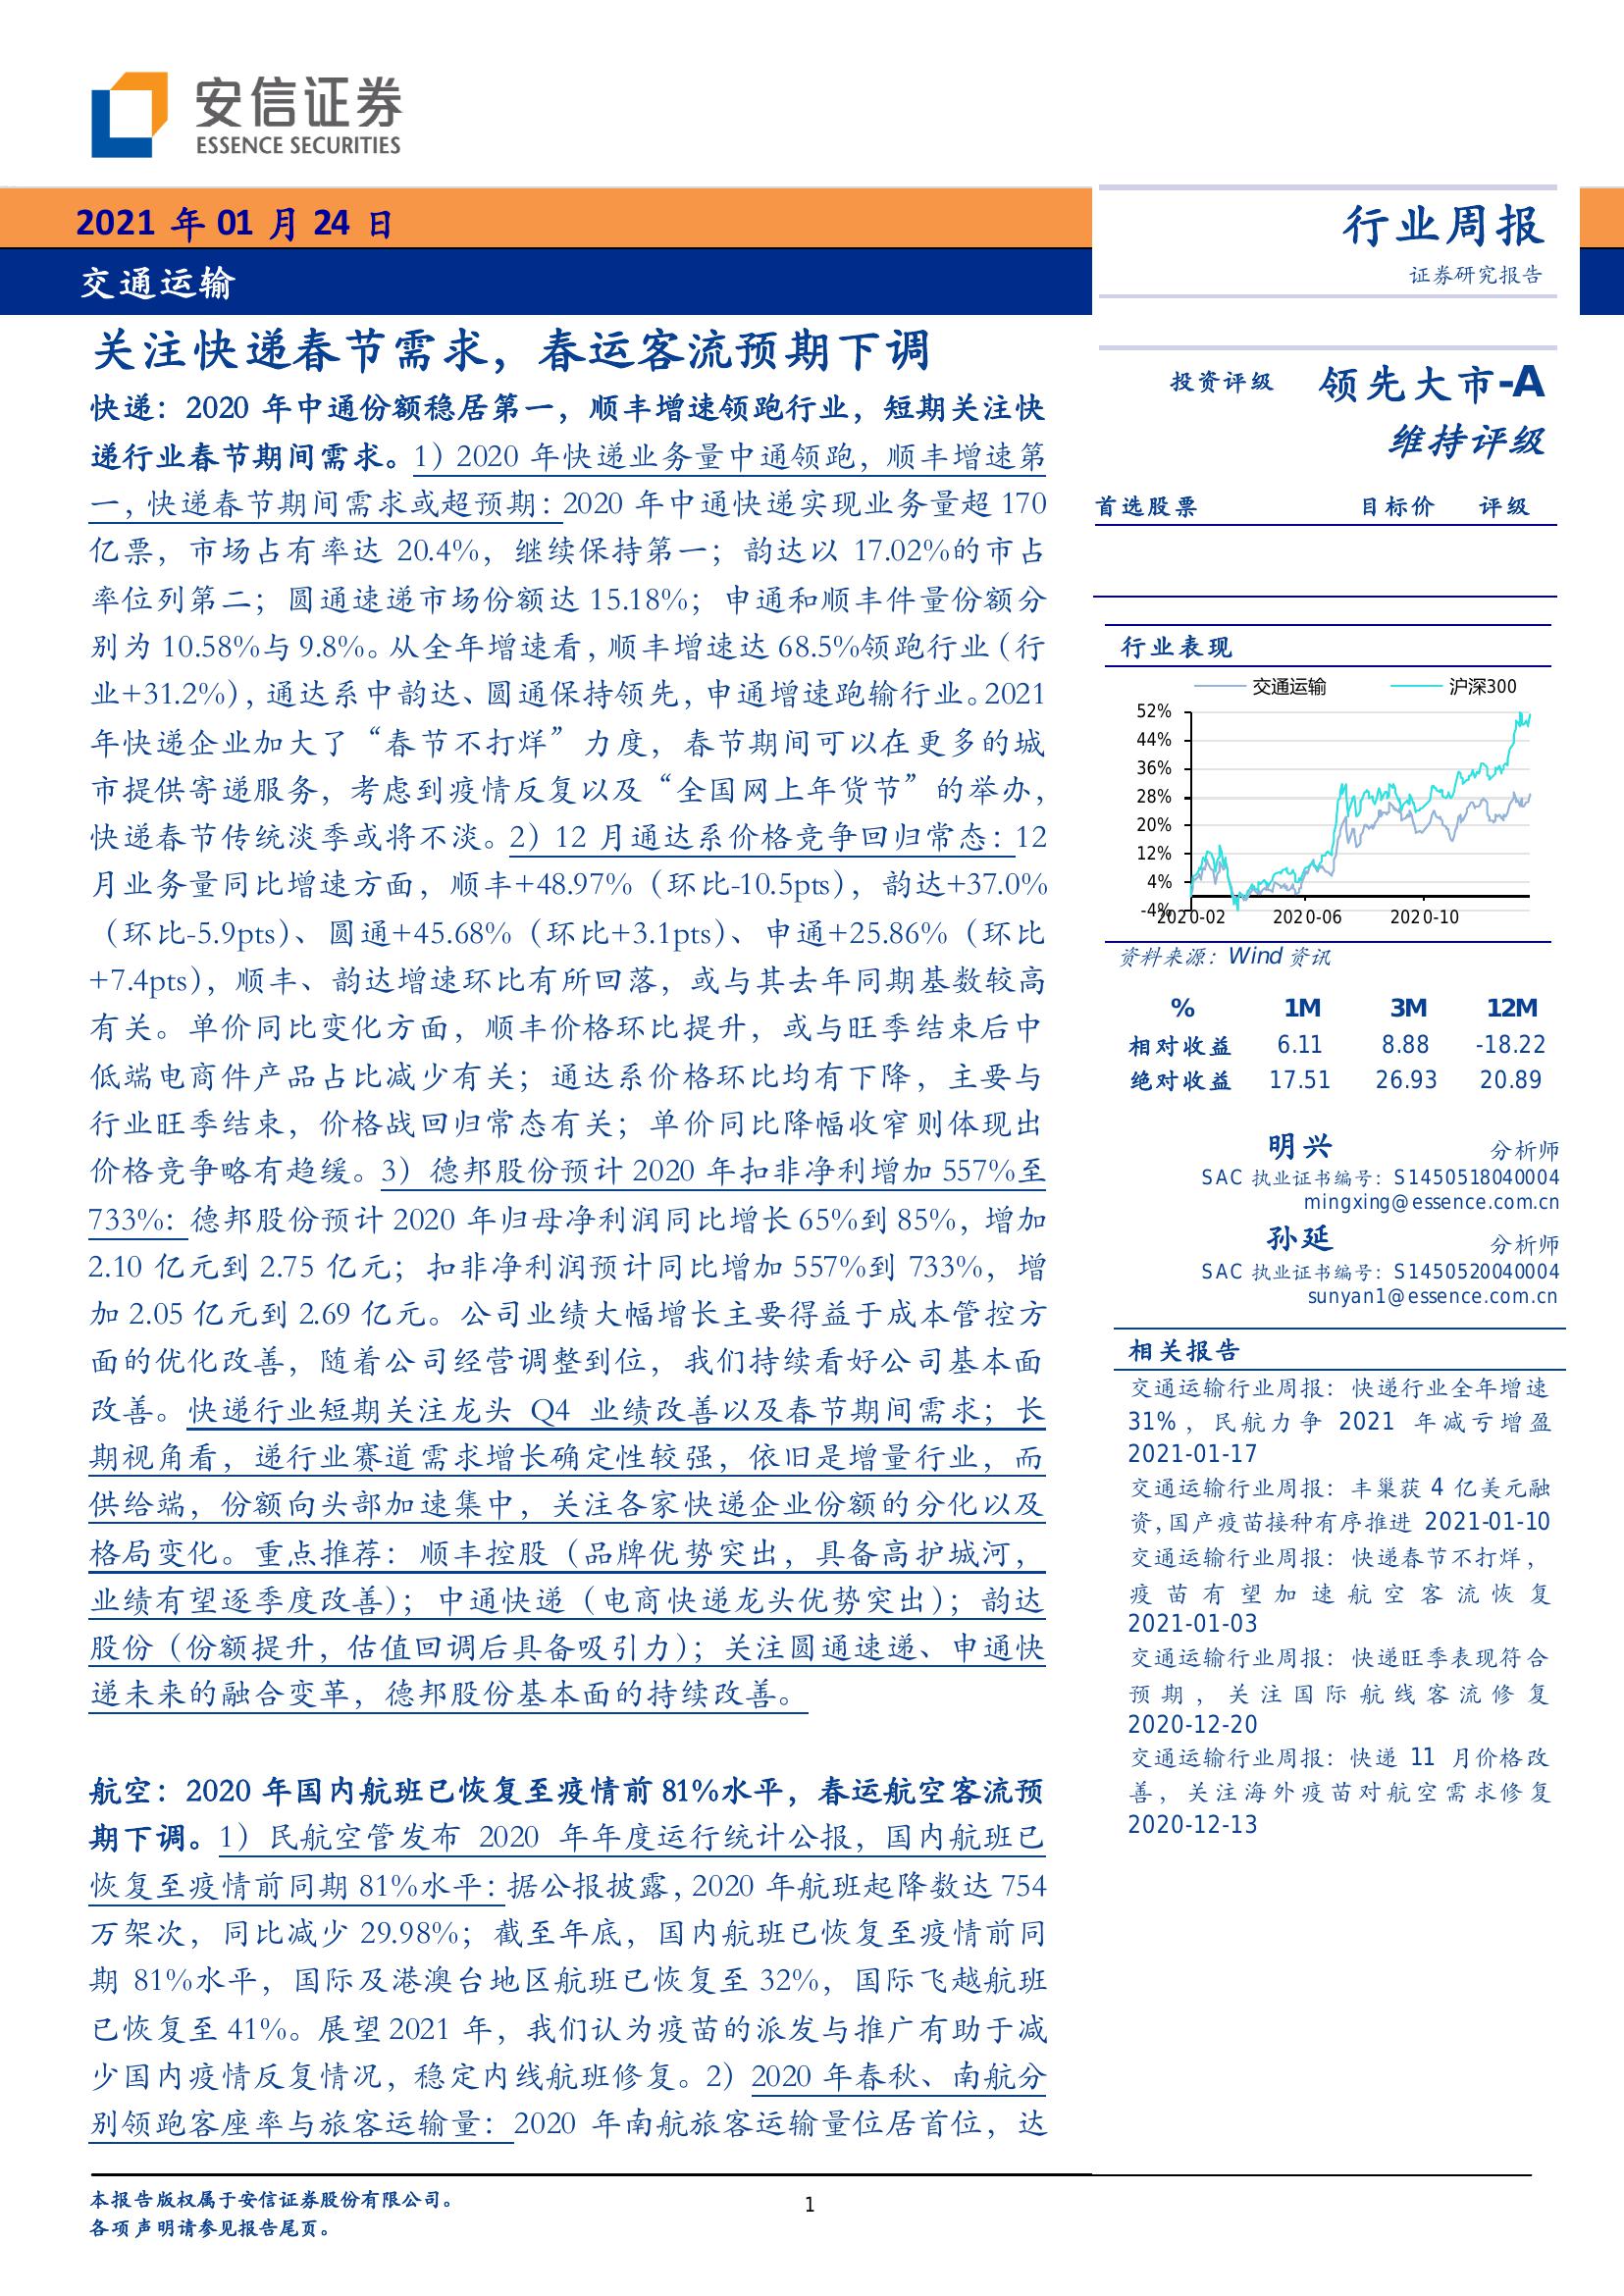 安信证券
ESSENCE SECURITIES
2021 年 01 月 24 日
交通运输
关注快递春节需求，春运客流预期下调
快递：2020 年中通份额稳居第一，顺丰增速领跑行业，短期关注快
递行业春节期间需求。1）2020 年快递业务量中通领跑，顺丰增速第
一，快递春节期间需求或超预期：2020 年中通快递实现业务量超 170
亿票，市场占有率达 20.4%，继续保持第一；韵达以 17.02%的市占
率位列第二；圆通速递市场份额达 15.18%；申通和顺丰件量份额分
别为 10.58%与 9.8%。从全年增速看，顺丰增速达 68.5%领跑行业（行
业+31.2%），通达系中韵达、圆通保持领先，申通增速跑输行业。2021
年快递企业加大了“春节不打烊”力度，春节期间可以在更多的城
市提供寄递服务，考虑到疫情反复以及“全国网上年货节”的举办，
快递春节传统淡季或将不淡。2）12 月通达系价格竞争回归常态：12
月业务量同比增速方面，顺丰+48.97%（环比-10.5pts），韵达+37.0%
（环比-5.9pts）、圆通+45.68%（环比+3.1pts）、申通+25.86%（环比
+7.4pts），顺丰、韵达增速环比有所回落，或与其去年同期基数较高
有关。单价同比变化方面，顺丰价格环比提升，或与旺季结束后中
低端电商件产品占比减少有关；通达系价格环比均有下降，主要与
行业旺季结束，价格战回归常态有关；单价同比降幅收窄则体现出
价格竞争略有趋缓。3）德邦股份预计 2020 年扣非净利增加 557%至
733%：德邦股份预计 2020 年归母净利润同比增长 65%到 85%，增加
2.10 亿元到 2.75 亿元；扣非净利润预计同比增加 557%到 733%，增
加 2.05 亿元到 2.69 亿元。公司业绩大幅增长主要得益于成本管控方
面的优化改善，随着公司经营调整到位，我们持续看好公司基本面
改善。快递行业短期关注龙头 Q4 业绩改善以及春节期间需求；长
期视角看，递行业赛道需求增长确定性较强，依旧是增量行业，而
供给端，份额向头部加速集中，关注各家快递企业份额的分化以及
格局变化。重点推荐：顺丰控股（品牌优势突出，具备高护城河，
业绩有望逐季度改善）；中通快递（电商快递龙头优势突出）；韵达
股份（份额提升，估值回调后具备吸引力）；关注圆通速递、申通快
递未来的融合变革，德邦股份基本面的持续改善。
航空：2020 年国内航班已恢复至疫情前 81%水平，春运航空客流预
期下调。1）民航空管发布 2020 年年度运行统计公报，国内航班已
恢复至疫情前同期 81%水平：据公报披露，2020 年航班起降数达 754
万架次，同比减少 29.98%；截至年底，国内航班已恢复至疫情前同
期 81%水平，国际及港澳台地区航班已恢复至 32%，国际飞越航班
已恢复至 41%。展望 2021 年，我们认为疫苗的派发与推广有助于减
少国内疫情反复情况，稳定内线航班修复。2）2020 年春秋、南航分
别领跑客座率与旅客运输量：2020 年南航旅客运输量位居首位，达
行业周报
证券研究报告
投资评级 领先大市-A
维持评级
首选股票 目标价 评级
行业表现
交通运输 沪深300
52%
44%
36%
28%
20%
12%
4%
-4%
2020-02 2020-06 2020-10
资料来源：Wind 资讯
% 1M 3M 12M
相对收益 6.11 8.88 -18.22
绝对收益 17.51 26.93 20.89
明兴 分析师
SAC 执业证书编号：S1450518040004
mingxing@essence.com.cn
孙延 分析师
SAC 执业证书编号：S1450520040004
sunyan1@essence.com.cn
相关报告
交通运输行业周报：快递行业全年增速
31%，民航力争 2021 年减亏增盈
2021-01-17
交通运输行业周报：丰巢获 4 亿美元融
资，国产疫苗接种有序推进 2021-01-10
交通运输行业周报：快递春节不打烊，
疫苗有望加速航空客流恢复
2021-01-03
交通运输行业周报：快递旺季表现符合
预期，关注国际航线客流修复
2020-12-20
交通运输行业周报：快递 11 月价格改
善，关注海外疫苗对航空需求修复
2020-12-13
本报告版权属于安信证券股份有限公司。
各项声明请参见报告尾页。
1